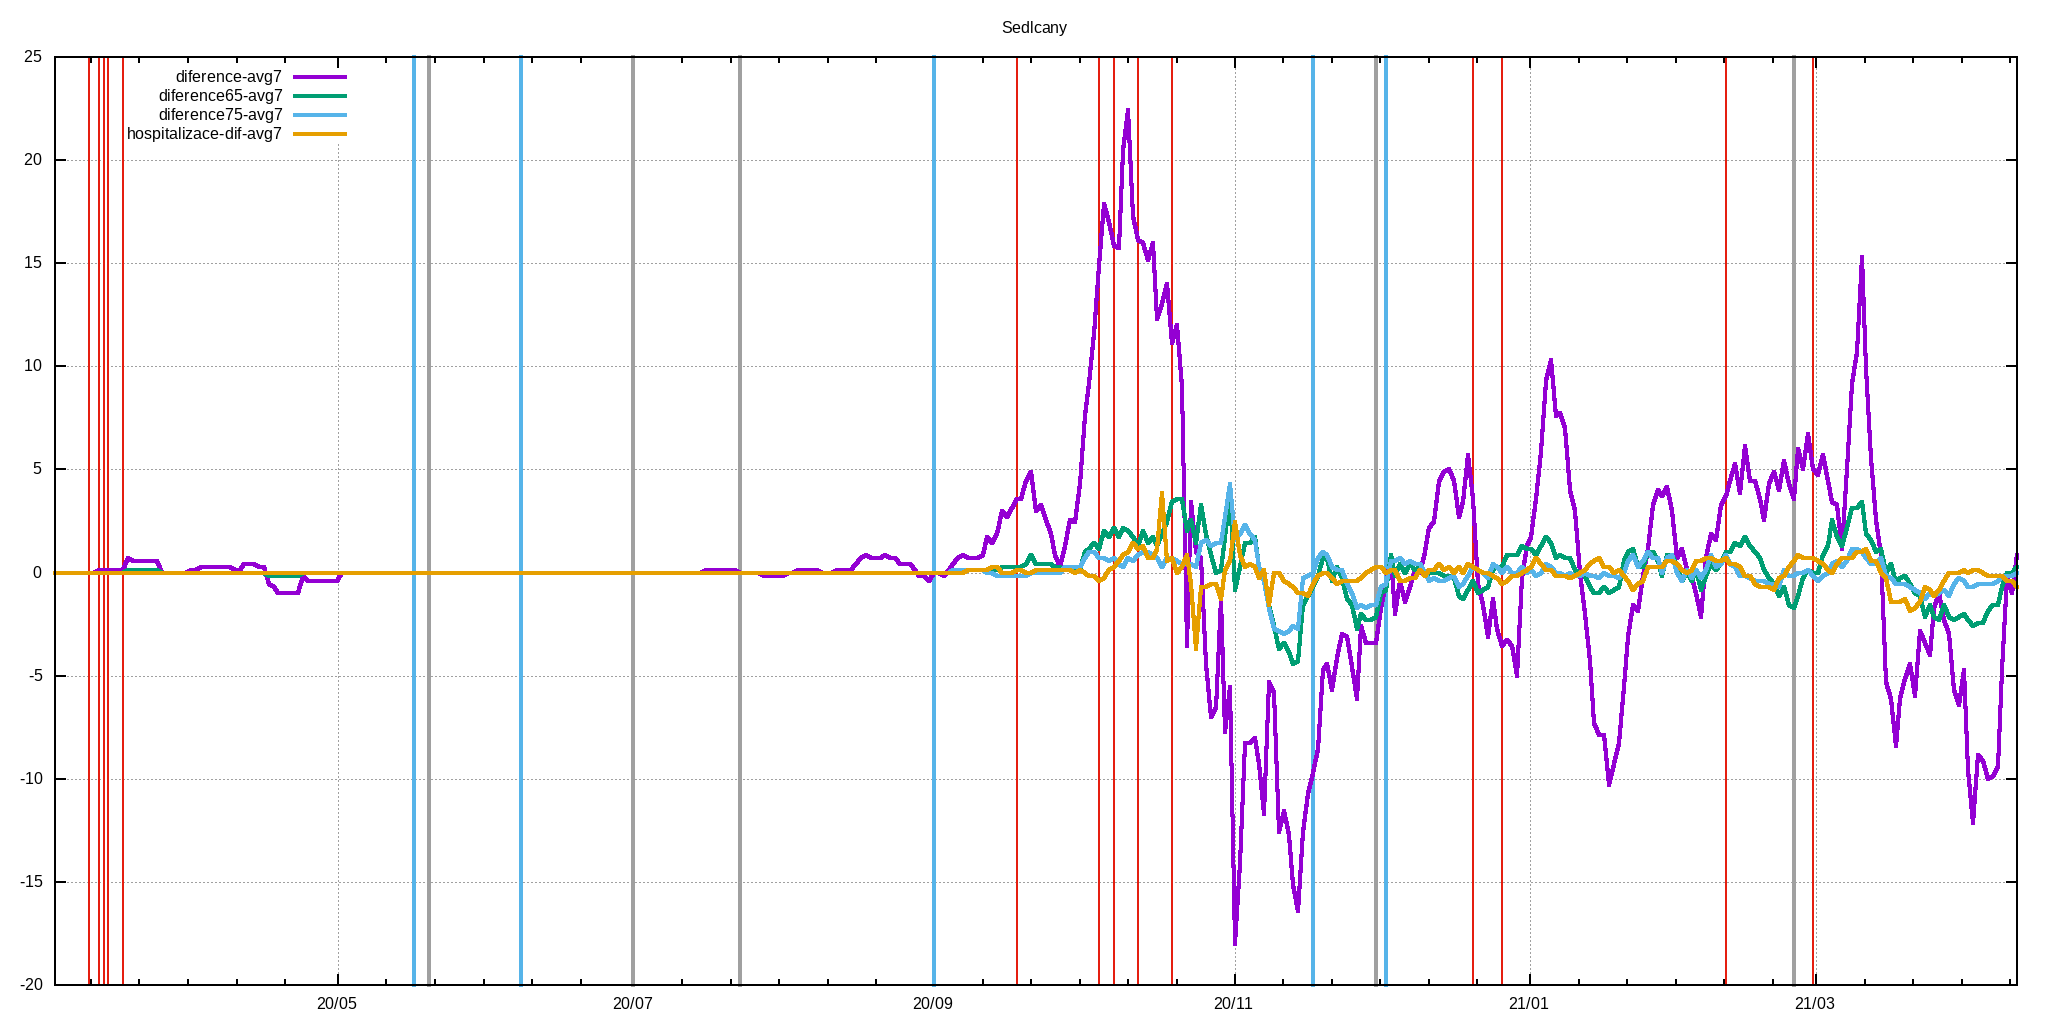 Sedlcany
25
diference-avg7
diference65-avg7
diference75-avg7
hospitalizace-dif-avg7
20
15
10
5
0
-5
-10
-15
-20
20/05 20/07 20/09 20/11 21/01 21/03